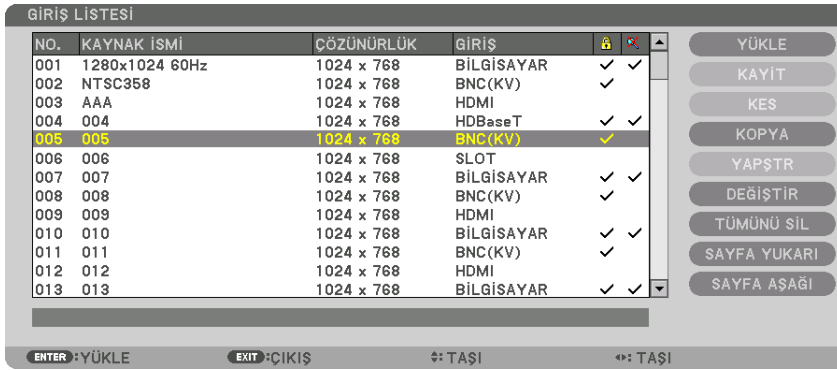 GİRİŞ LİSTESİ
NO. KAYNAK İSMİ ÇÖZÜNÜRLÜK GİRİŞ
001 1280x1024 60Hz 1024 x 768 BİLGİSAYAR ✓ ✓
002 NTSC358 1024 x 768 BNC(KV) ✓
003 AAA 1024 x 768 HDMI
004 004 1024 x 768 HDBaseT ✓ ✓
005 005 1024 x 768 BNC(KV) ✓
006 006 1024 x 768 SLOT
007 007 1024 x 768 BİLGİSAYAR ✓ ✓
008 008 1024 x 768 BNC(KV) ✓
009 009 1024 x 768 HDMI
010 010 1024 x 768 BİLGİSAYAR ✓ ✓
011 011 1024 x 768 BNC(KV) ✓
012 012 1024 x 768 HDMI
013 013 1024 x 768 BİLGİSAYAR ✓ ✓
YÜKLE
KAYİT
KES
KOPYA
YAPŞTR
DEĞİŞTİR
TÜMÜNÜ SİL
SAYFA YUKARI
SAYFA AŞAĞI
ENTER :YÜKLE EXIT :ÇIKIŞ :TAŞI :TAŞI